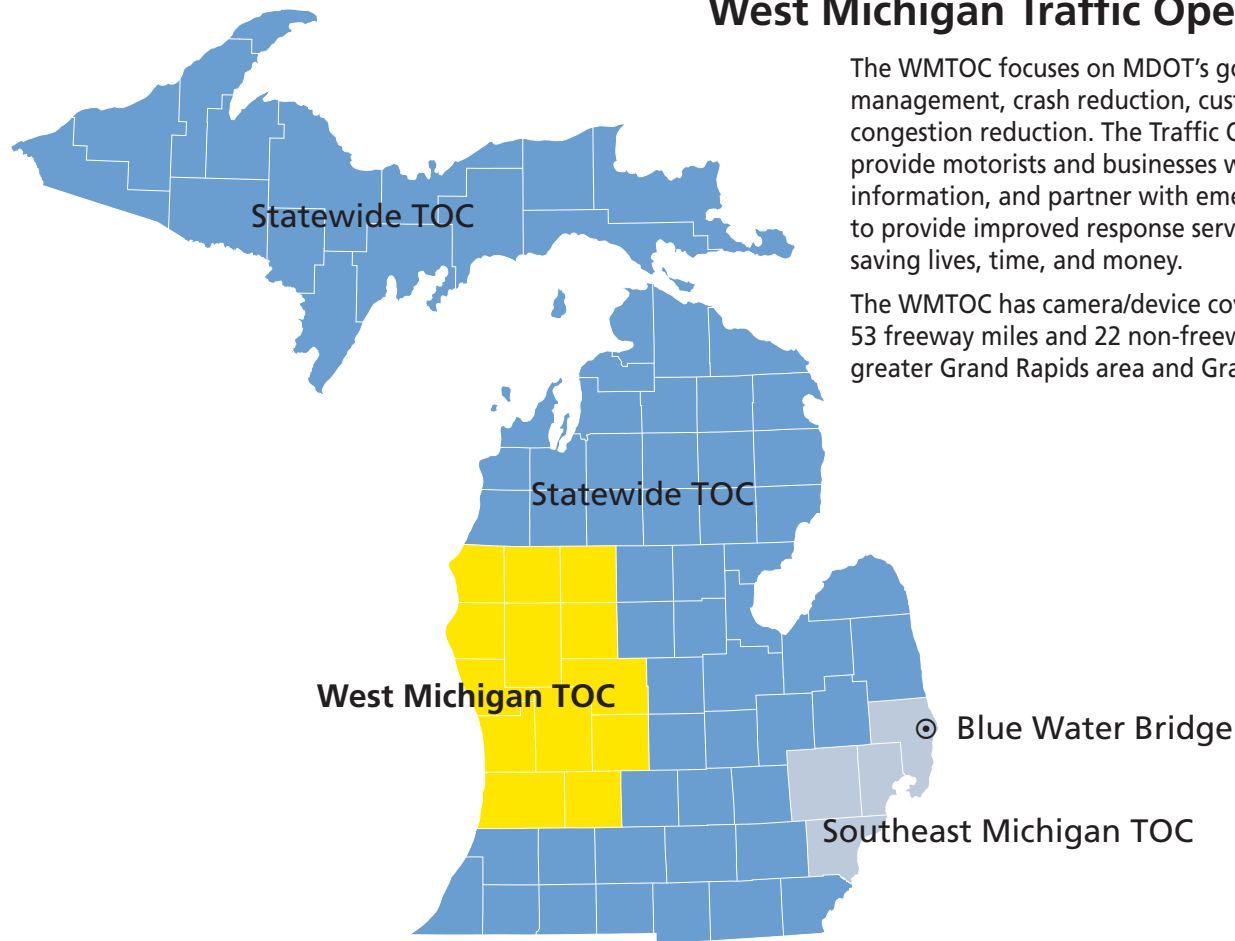 West Michigan Traffic Ope
The WMTOC focuses on MDOT's go
management, crash reduction, cust
congestion reduction. The Traffic O
provide motorists and businesses w
information, and partner with eme
to provide improved response serv
saving lives, time, and money.
The WMTOC has camera/device cov
53 freeway miles and 22 non-freew
greater Grand Rapids area and Gra
Statewide TOC
Statewide TOC
West Michigan TOC
Blue Water Bridge
Southeast Michigan TOC